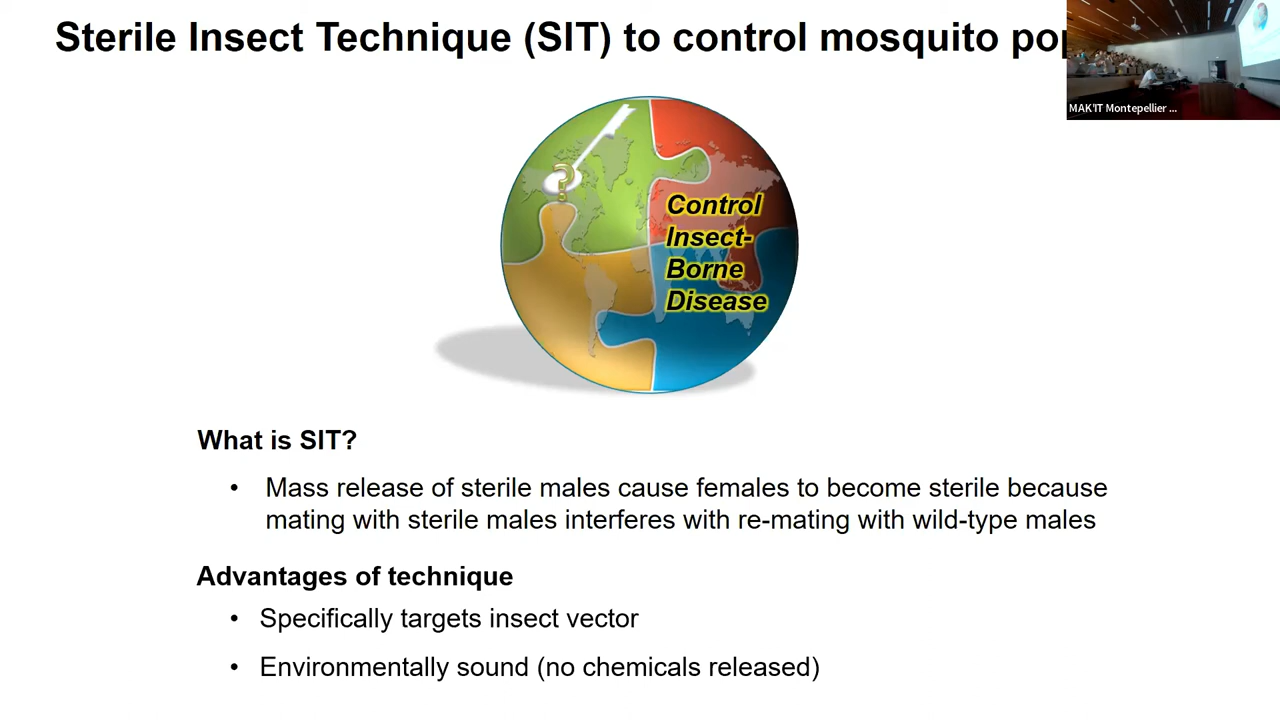 Sterile Insect Technique (SIT) to control mosquito pop
MAK'IT Montepellier ...
?
Control
Insect-
Borne
Disease
What is SIT?
• Mass release of sterile males cause females to become sterile because
mating with sterile males interferes with re-mating with wild-type males
Advantages of technique
• Specifically targets insect vector
• Environmentally sound (no chemicals released)